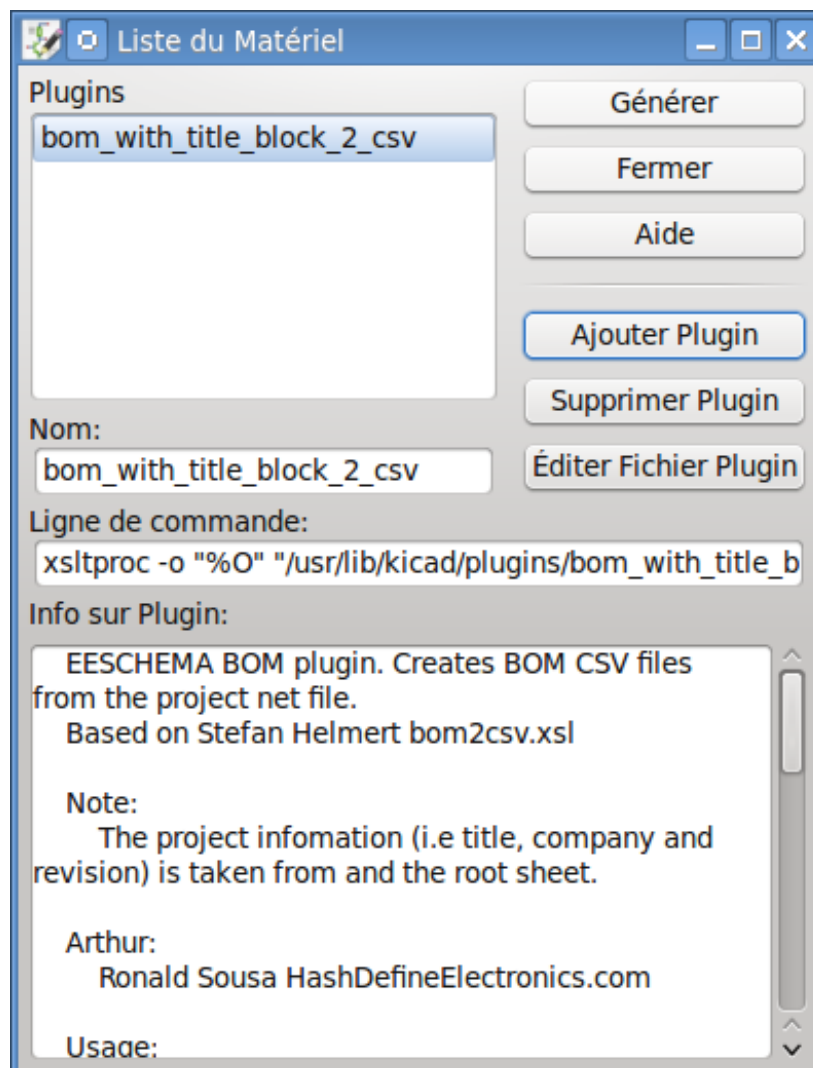 Liste du Matériel
Plugins
bom_with_title_block_2_csv
Générer
Fermer
Aide
Ajouter Plugin
Supprimer Plugin
Éditer Fichier Plugin
Nom:
bom_with_title_block_2_csv
Ligne de commande:
xsltproc -o "%O" "/usr/lib/kicad/plugins/bom_with_title_b
Info sur Plugin:
EESCHEMA BOM plugin. Creates BOM CSV files
from the project net file.
Based on Stefan Helmert bom2csv.xsl
Note:
The project infomation (i.e title, company and
revision) is taken from and the root sheet.
Arthur:
Ronald Sousa HashDefineElectronics.com
Usage: